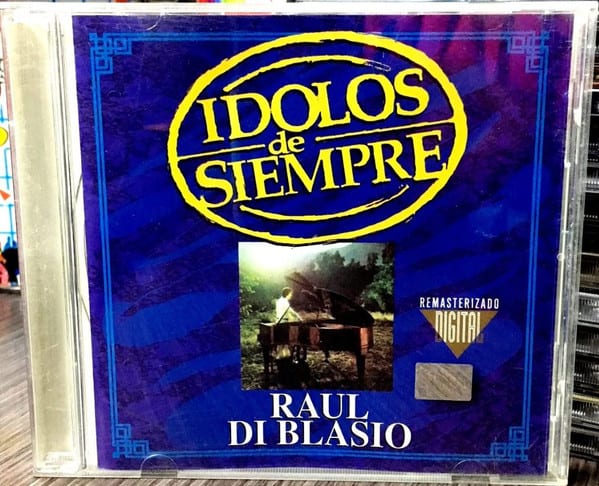 IDOLOS
de
SIEMPRE
REMASTERIZADO
DIGITAL
RAUL
DI BLASIO